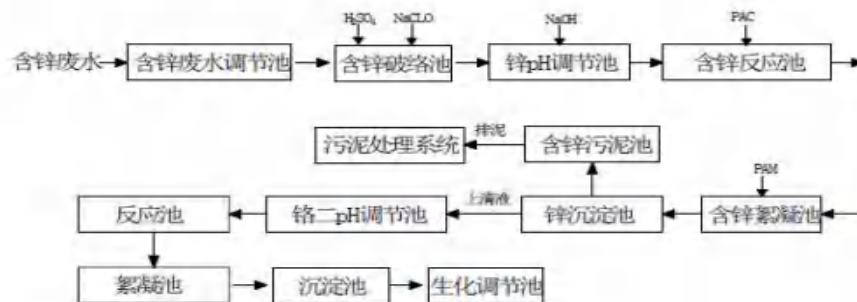 H₂SO₄ NaCLO NaOH PAC
含锌废水 含锌废水调节池 含锌破络池 锌pH调节池 含锌反应池
污泥处理系统 排泥 含锌污泥池
PAM
反应池 铬二pH调节池 上清液 锌沉淀池 含锌絮凝池
絮凝池 沉淀池 生化调节池